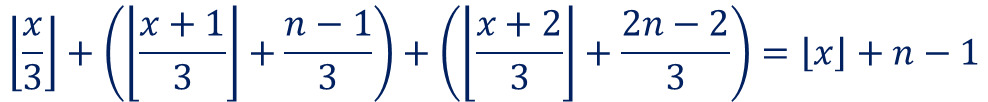 ⌊x/3⌋ + (⌊(x + 1)/3⌋ + (n − 1)/3) + (⌊(x + 2)/3⌋ + (2n − 2)/3) = ⌊x⌋ + n − 1